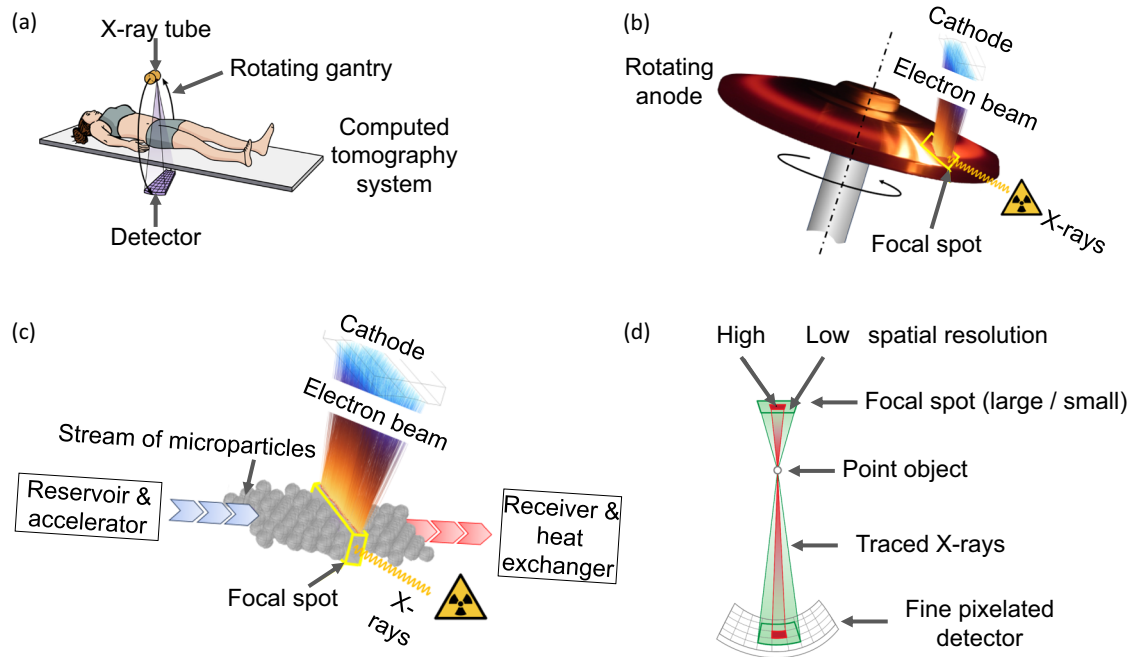 (a)
X-ray tube
Rotating gantry
Computed
tomography
system
Detector
(b)
Cathode
Electron beam
Rotating
anode
X-rays
Focal spot
(c)
Cathode
Electron beam
Stream of microparticles
Reservoir &
accelerator
Receiver &
heat
exchanger
Focal spot
X-
rays
(d)
High Low spatial resolution
Focal spot (large / small)
Point object
Traced X-rays
Fine pixelated
detector